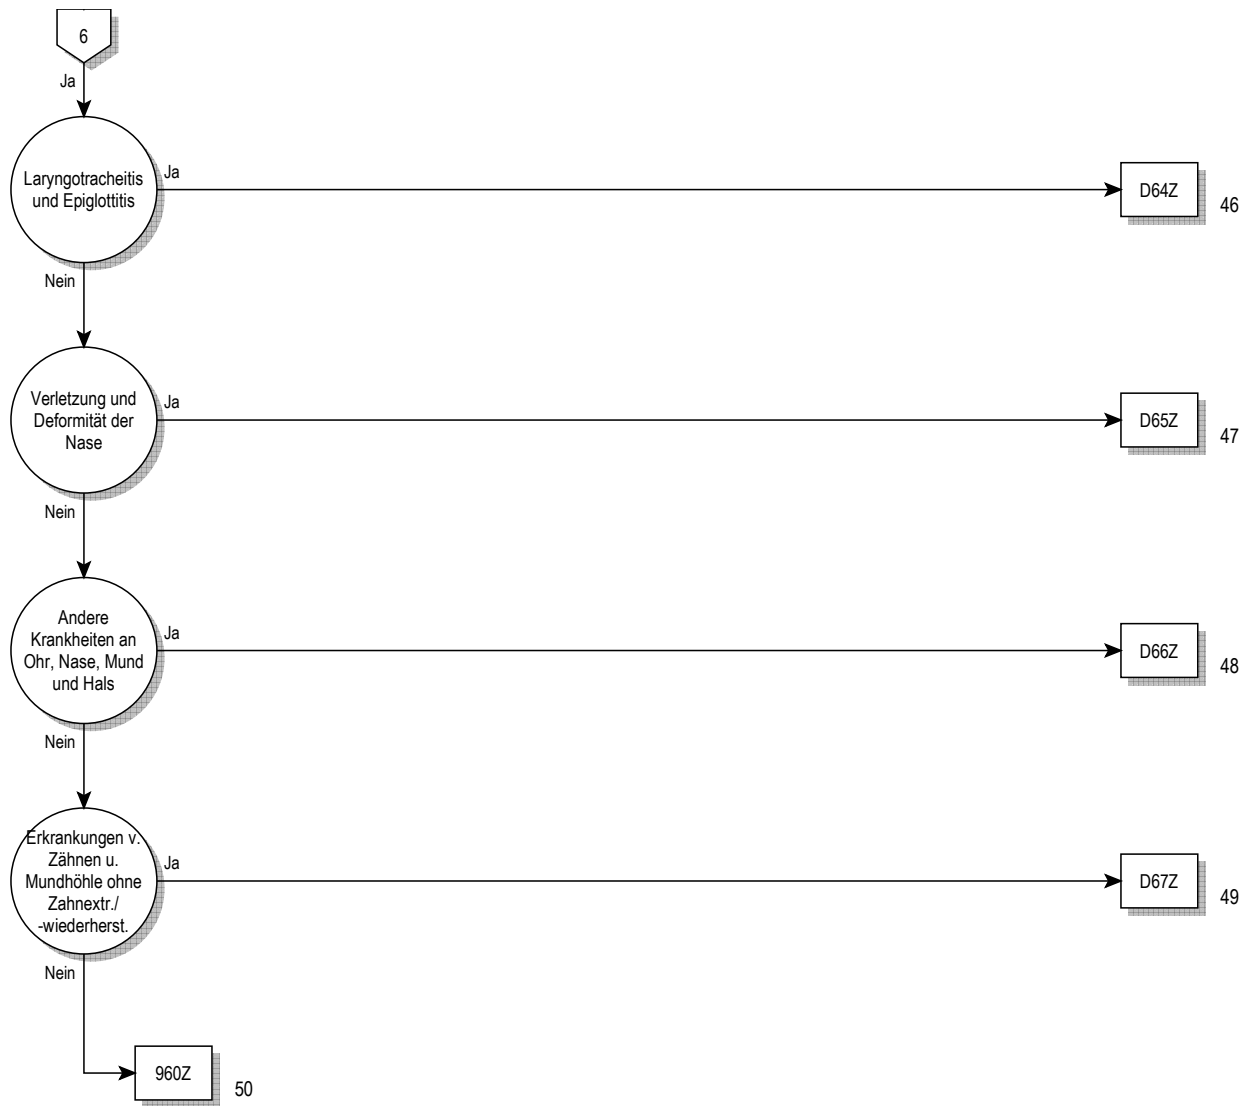 6
Ja
Laryngotracheitis
und Epiglottitis
Ja
D64Z
46
Nein
Verletzung und
Deformität der
Nase
Ja
D65Z
47
Nein
Andere
Krankheiten an
Ohr, Nase, Mund
und Hals
Ja
D66Z
48
Nein
Erkrankungen v.
Zähnen u.
Mundhöhle ohne
Zahnextr./
-wiederherst.
Ja
D67Z
49
Nein
960Z
50